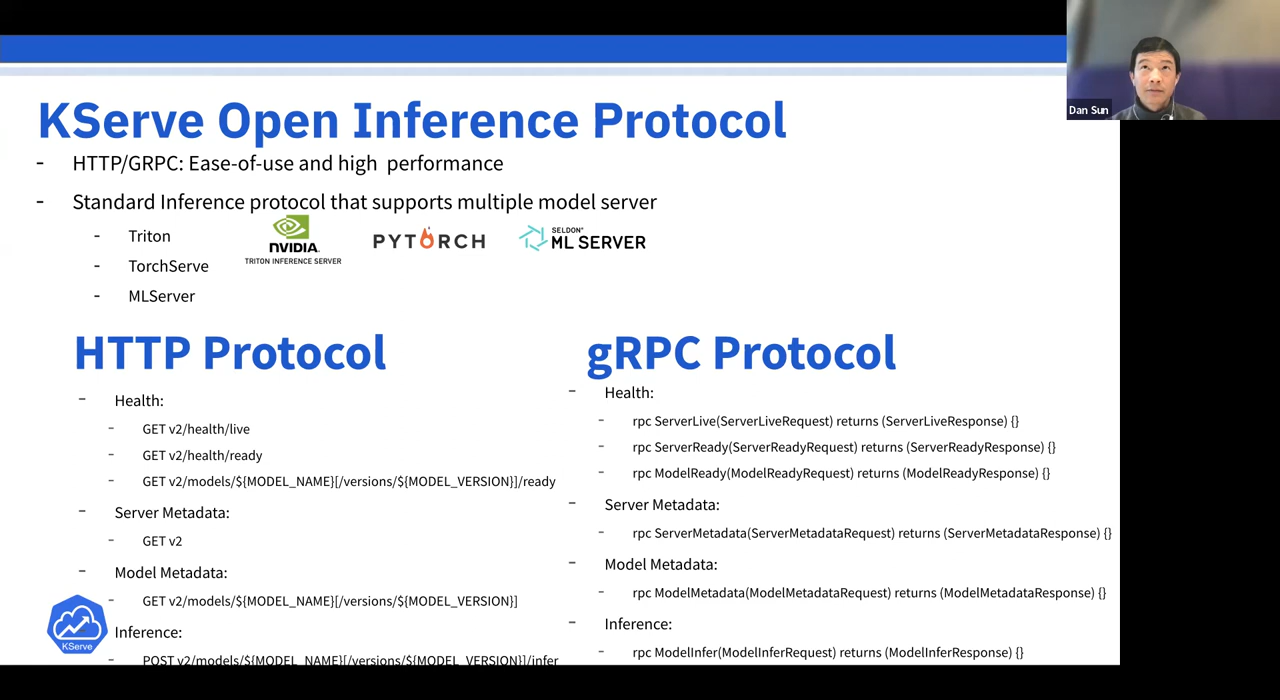 Dan Sun
KServe Open Inference Protocol
- HTTP/GRPC: Ease-of-use and high performance
- Standard Inference protocol that supports multiple model server
- Triton
- TorchServe
- MLServer
NVIDIA.
TRITON INFERENCE SERVER
PYTORCH
SELDON
ML SERVER
HTTP Protocol
- Health:
- GET v2/health/live
- GET v2/health/ready
- GET v2/models/${MODEL_NAME}[/versions/${MODEL_VERSION}]/ready
- Server Metadata:
- GET v2
- Model Metadata:
- GET v2/models/${MODEL_NAME}[/versions/${MODEL_VERSION}]
Inference:
- POST v2/models/${MODEL_NAME}[/versions/${MODEL_VERSION}]/infer
KServe
gRPC Protocol
- Health:
- rpc ServerLive(ServerLiveRequest) returns (ServerLiveResponse) {}
- rpc ServerReady(ServerReadyRequest) returns (ServerReadyResponse) {}
- rpc ModelReady(ModelReadyRequest) returns (ModelReadyResponse) {}
- Server Metadata:
- rpc ServerMetadata(ServerMetadataRequest) returns (ServerMetadataResponse) {}
- Model Metadata:
- rpc ModelMetadata(ModelMetadataRequest) returns (ModelMetadataResponse) {}
- Inference:
- rpc ModelInfer(ModelInferRequest) returns (ModelInferResponse) {}